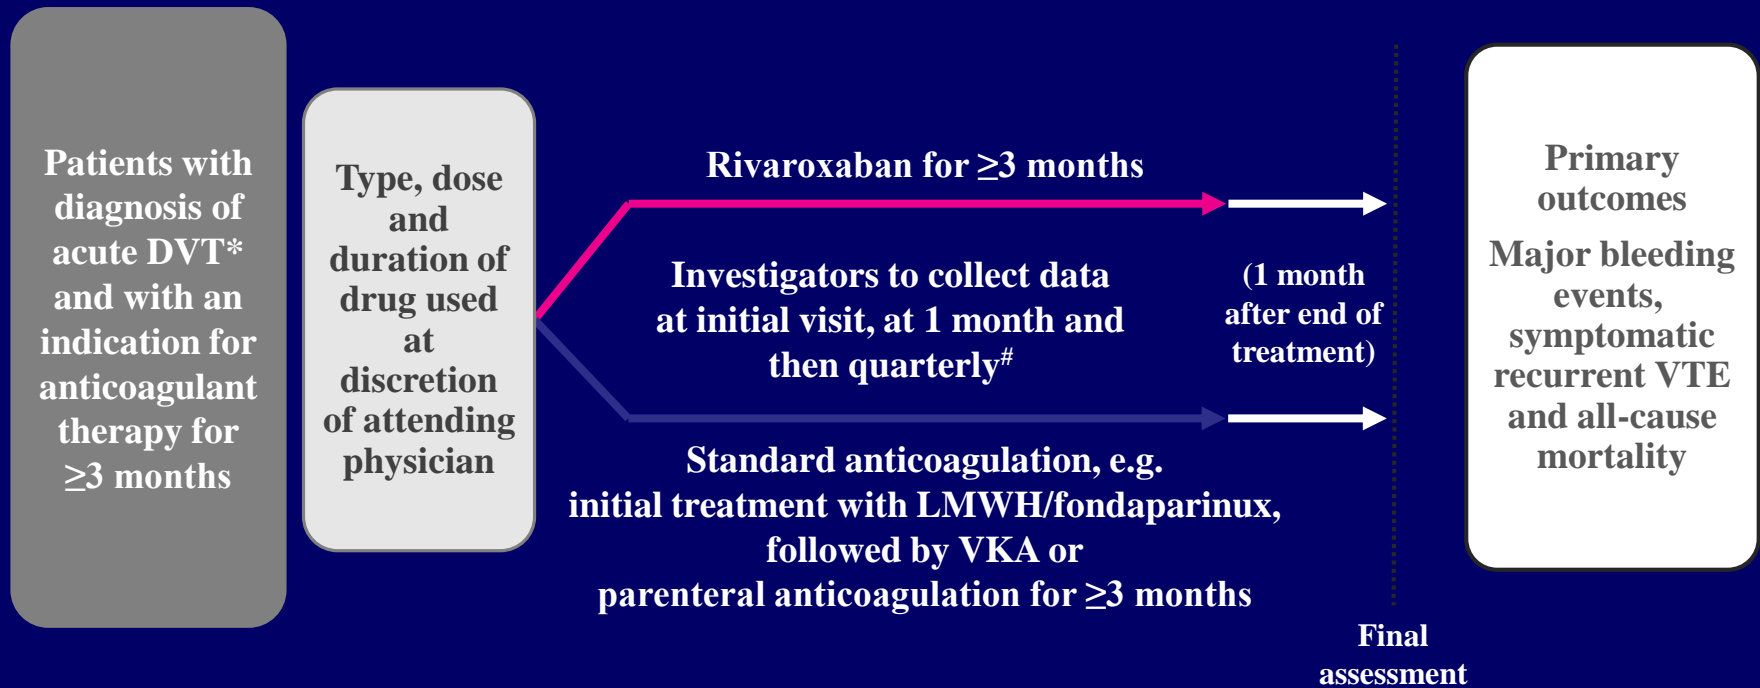 Patients with
diagnosis of
acute DVT*
and with an
indication for
anticoagulant
therapy for
≥3 months
Type, dose
and
duration of
drug used
at
discretion
of attending
physician
Rivaroxaban for ≥3 months
Investigators to collect data
at initial visit, at 1 month and
then quarterly#
(1 month
after end of
treatment)
Standard anticoagulation, e.g.
initial treatment with LMWH/fondaparinux,
followed by VKA or
parenteral anticoagulation for ≥3 months
Final
assessment
Primary
outcomes
Major bleeding
events,
symptomatic
recurrent VTE
and all-cause
mortality